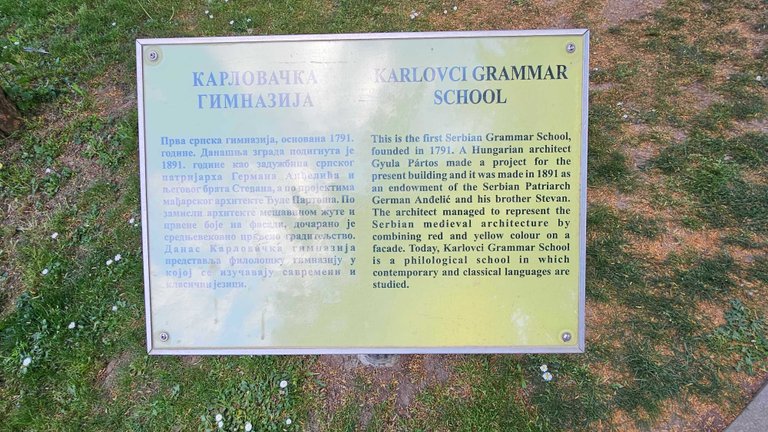 КАРЛОВАЧКА
ГИМНАЗИЈА
Прва српска гимназија, основана 1791.
године. Данашња зграда подигнута је
1891. године као задужбина српског
патријарха Германа Анђелића и
његовог брата Стевана, а по пројектима
мађарског архитекте Ђуле Партоша. По
замисли архитекте мешавином жуте и
црвене боје на фасади, дочарано је
средњевековно црквено градитељство.
Данас Карловачка гимназија
представља филолошку гимназију у
којој се изучавају савремени и
класични језици.
KARLOVCI GRAMMAR
SCHOOL
This is the first Serbian Grammar School,
founded in 1791. A Hungarian architect
Gyula Pártos made a project for the
present building and it was made in 1891 as
an endowment of the Serbian Patriarch
German Anđelić and his brother Stevan.
The architect managed to represent the
Serbian medieval architecture by
combining red and yellow colour on a
facade. Today, Karlovci Grammar School
is a philological school in which
contemporary and classical languages are
studied.